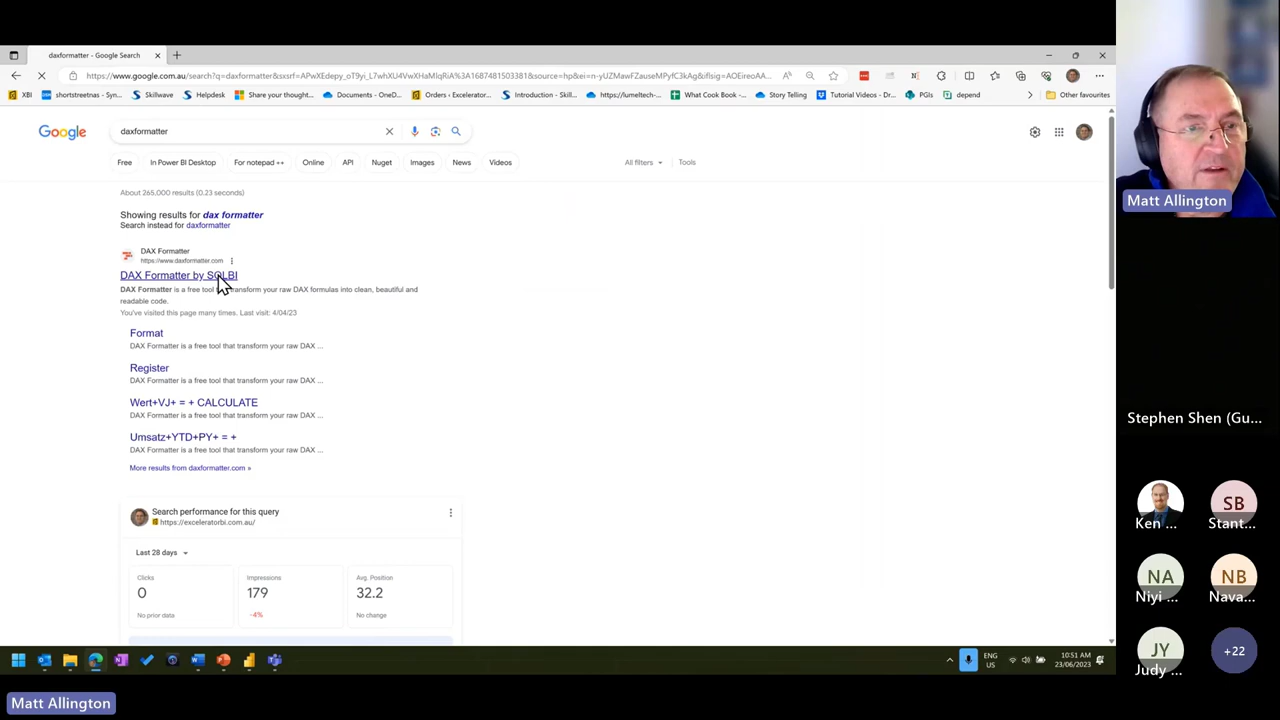 daxformatter - Google Search
https://www.google.com.au/search?q=daxformatter&sxsrf=
XBI
shortstreetnas - Syn...
Skillwave
Helpdesk
Share your thought...
Documents - OneD...
Orders ‹ Excelerator...
Introduction - Skill...
https://lumeltech-...
What Cook Book -...
Story Telling
Tutorial Videos - Dr...
PGIs
depend
Other favourites
Google
daxformatter
Free
In Power BI Desktop
For notepad ++
Online
API
Nuget
Images
News
Videos
All filters
Tools
About 265,000 results (0.23 seconds)
Showing results for dax formatter
Search instead for daxformatter
DAX Formatter
https://www.daxformatter.com
DAX Formatter by SQLBI
DAX Formatter is a free tool transform your raw DAX formulas into clean, beautiful and
readable code.
You've visited this page many times. Last visit: 4/04/23
Format
DAX Formatter is a free tool that transform your raw DAX ...
Register
DAX Formatter is a free tool that transform your raw DAX ...
Wert+VJ+ = + CALCULATE
DAX Formatter is a free tool that transform your raw DAX ...
Umsatz+YTD+PY+ = +
DAX Formatter is a free tool that transform your raw DAX ...
More results from daxformatter.com »
Search performance for this query
https://exceleratorbi.com.au/
Last 28 days
Clicks
0
No prior data
Impressions
179
-4%
Avg. Position
32.2
No change
ENG
US
10:51 AM
23/06/2023
Matt Allington
Matt Allington
Stephen Shen (Gu...
Ken ...
SB
Stant...
NA
Niyi ...
NB
Nava...
JY
Judy ...
+22